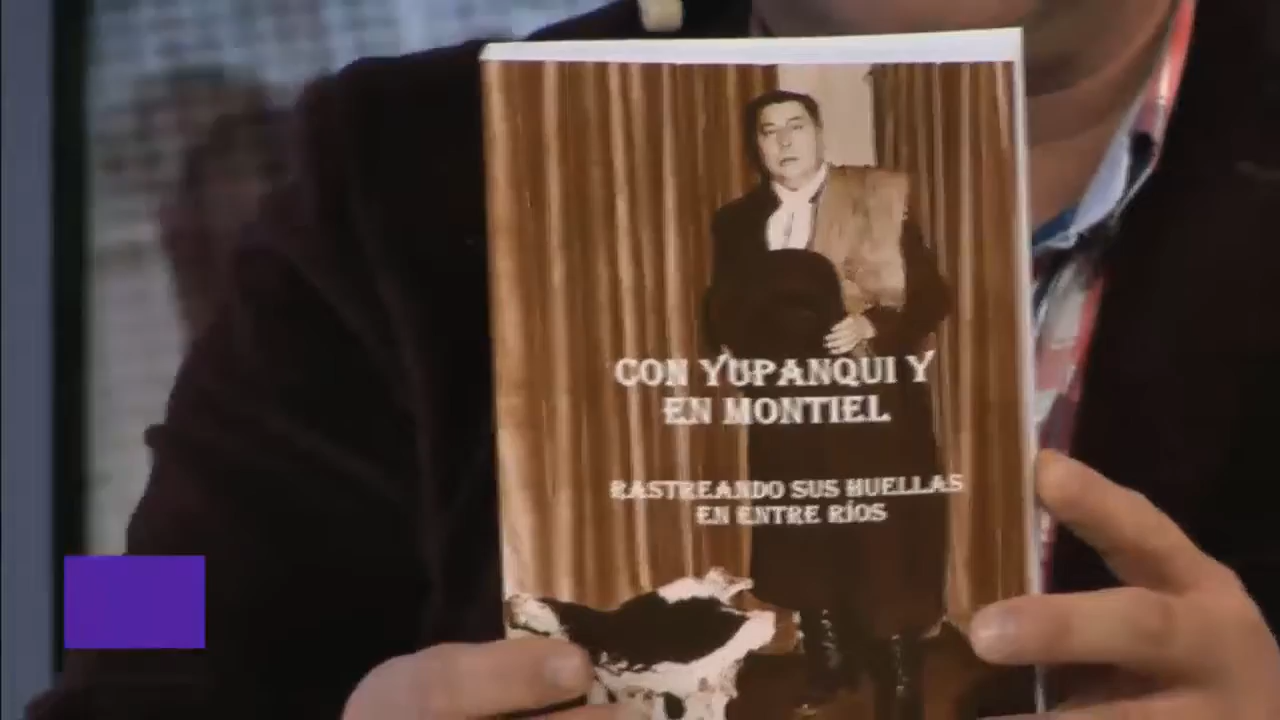 CON YUPANQUI Y
EN MONTIEL
RASTREANDO SUS HUELLAS
EN ENTRE RÍOS